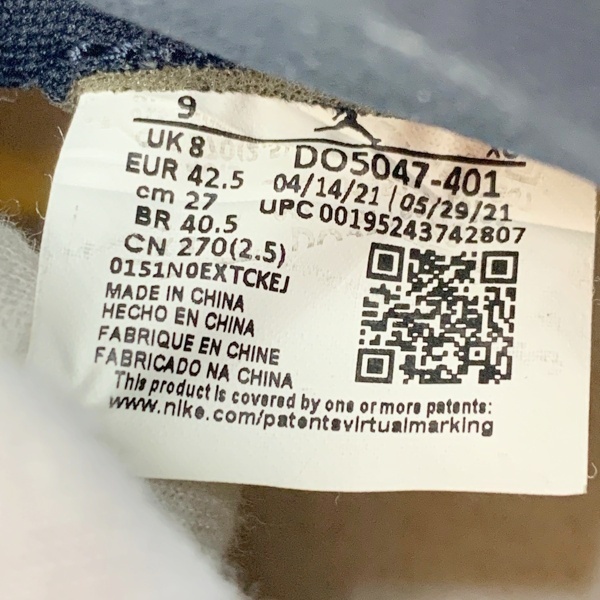 9
UK 8
EUR 42.5
cm 27
BR 40.5
CN 270(2.5)
0151N0EXTCKEJ
DO5047-401
04/14/21 | 05/29/21
UPC 00195243742807
MADE IN CHINA
HECHO EN CHINA
FABRIQUE EN CHINE
FABRICADO NA CHINA
This product is covered by one or more patents:
www.nike.com/patentsvirtualmarking